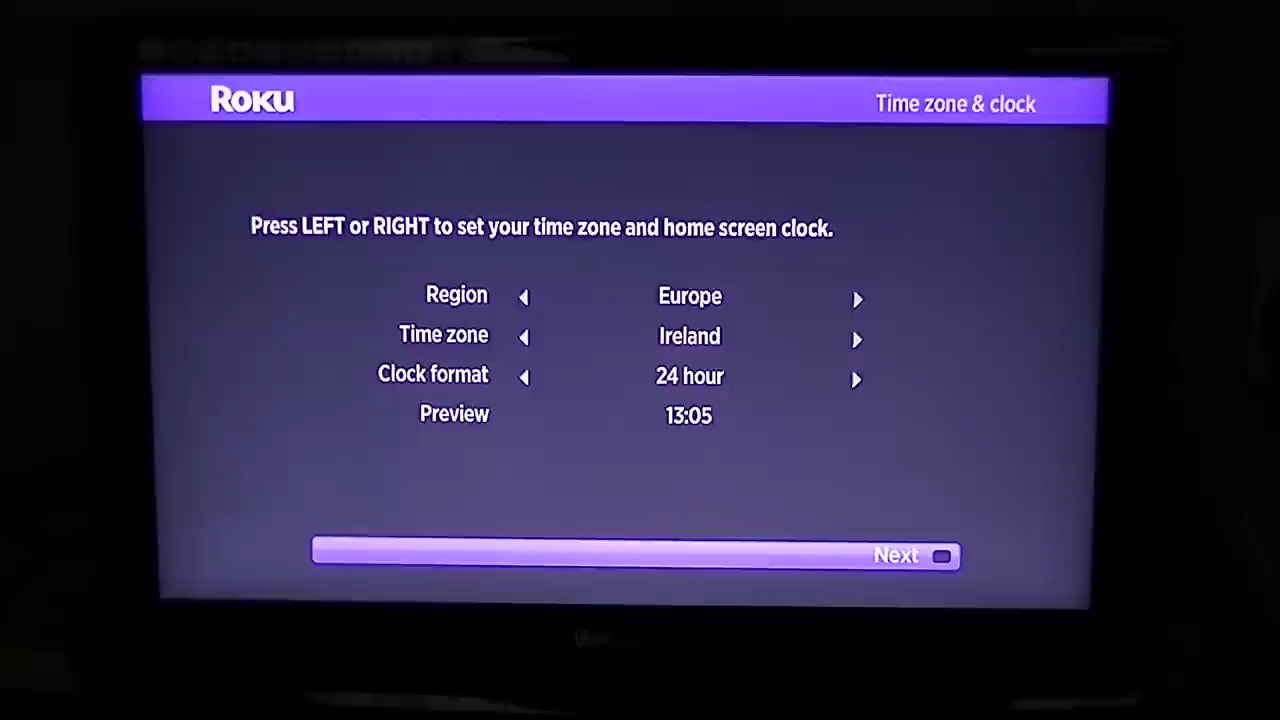 Roku
Time zone & clock
Press LEFT or RIGHT to set your time zone and home screen clock.
Region Europe
Time zone Ireland
Clock format 24 hour
Preview 13:05
Next